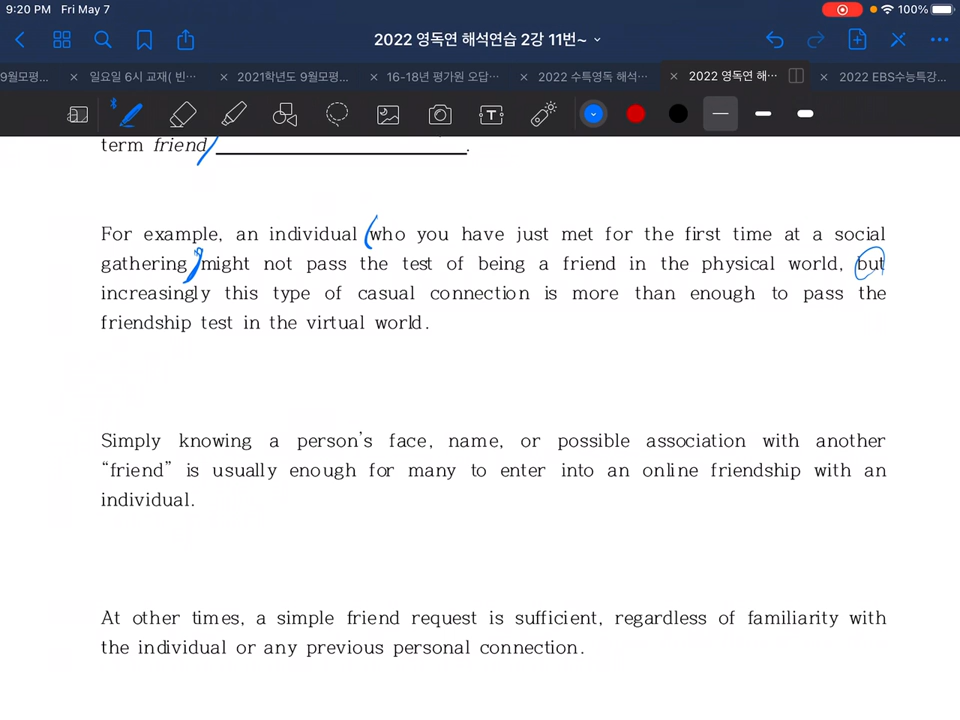 9:20 PM Fri May 7
100%
2022 영독연 해석연습 2강 11번~
9월모평...
일요일 6시 교재( 빈...
2021학년도 9월모평...
16-18년 평가원 오답...
2022 수특영독 해석...
2022 영독연 해...
2022 EBS수능특강...
term friend .
For example, an individual who you have just met for the first time at a social
gathering might not pass the test of being a friend in the physical world, but
increasingly this type of casual connection is more than enough to pass the
friendship test in the virtual world.
Simply knowing a person's face, name, or possible association with another
“friend” is usually enough for many to enter into an online friendship with an
individual.
At other times, a simple friend request is sufficient, regardless of familiarity with
the individual or any previous personal connection.